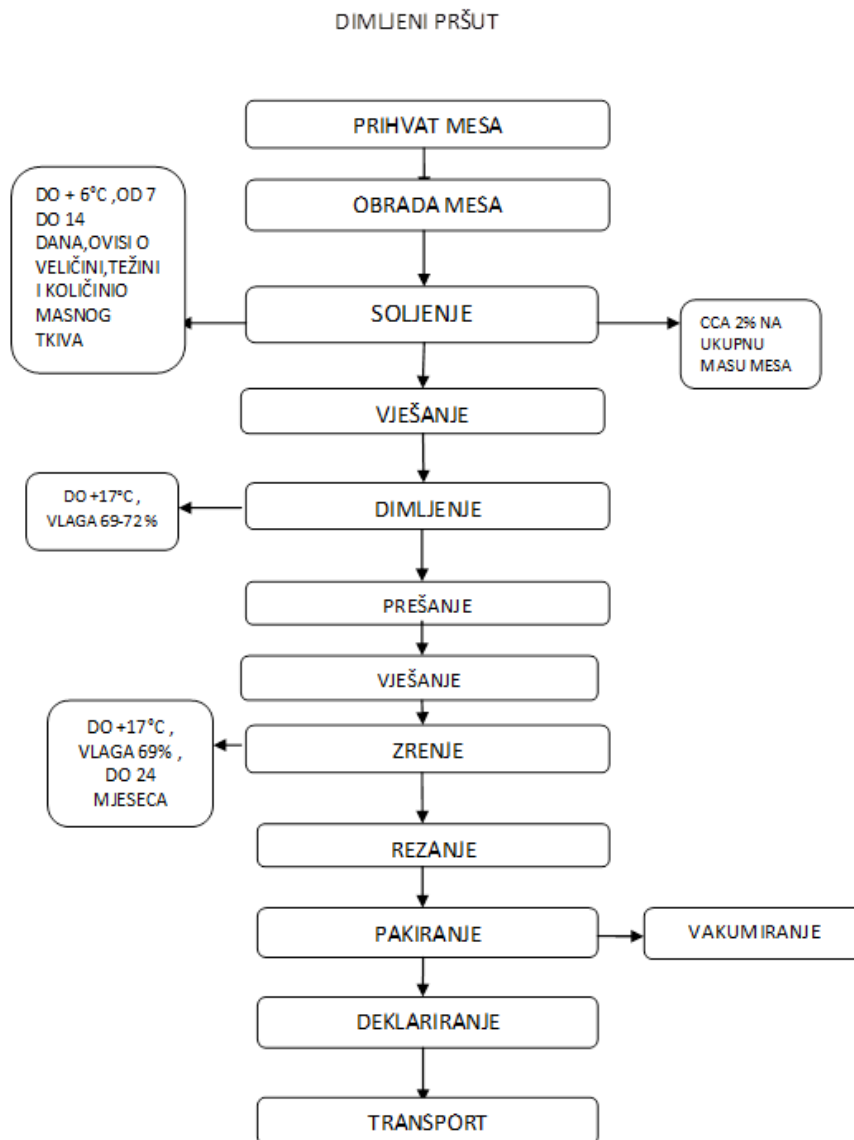 DIMLJENI PRŠUT
PRIHVAT MESA
OBRADA MESA
DO + 6°C ,OD 7
DO 14
DANA,OVISI O
VELIČINI,TEŽINI
I KOLIČINIO
MASNOG
TKIVA
SOLJENJE
CCA 2% NA
UKUPNU
MASU MESA
VJEŠANJE
DO +17°C ,
VLAGA 69-72%
DIMLJENJE
PREŠANJE
VJEŠANJE
DO +17°C ,
VLAGA 69% ,
DO 24
MJESECA
ZRENJE
REZANJE
PAKIRANJE
VAKUMIRANJE
DEKLARIRANJE
TRANSPORT